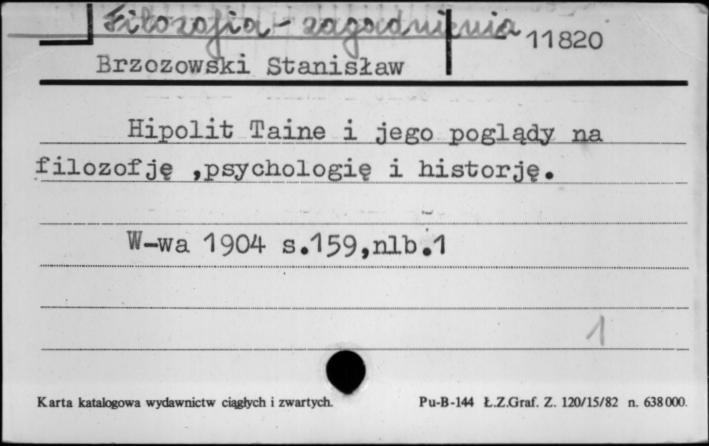 Filozofia - zagadnienia
11820
Brzozowski Stanisław
Hipolit Taine i jego poglądy na
filozofję ,psychologię i historję.
W-wa 1904 s.159,nlb.1
1
Karta katalogowa wydawnictw ciągłych i zwartych.
Pu-B-144 Ł.Z.Graf. Z. 120/15/82 n. 638000.